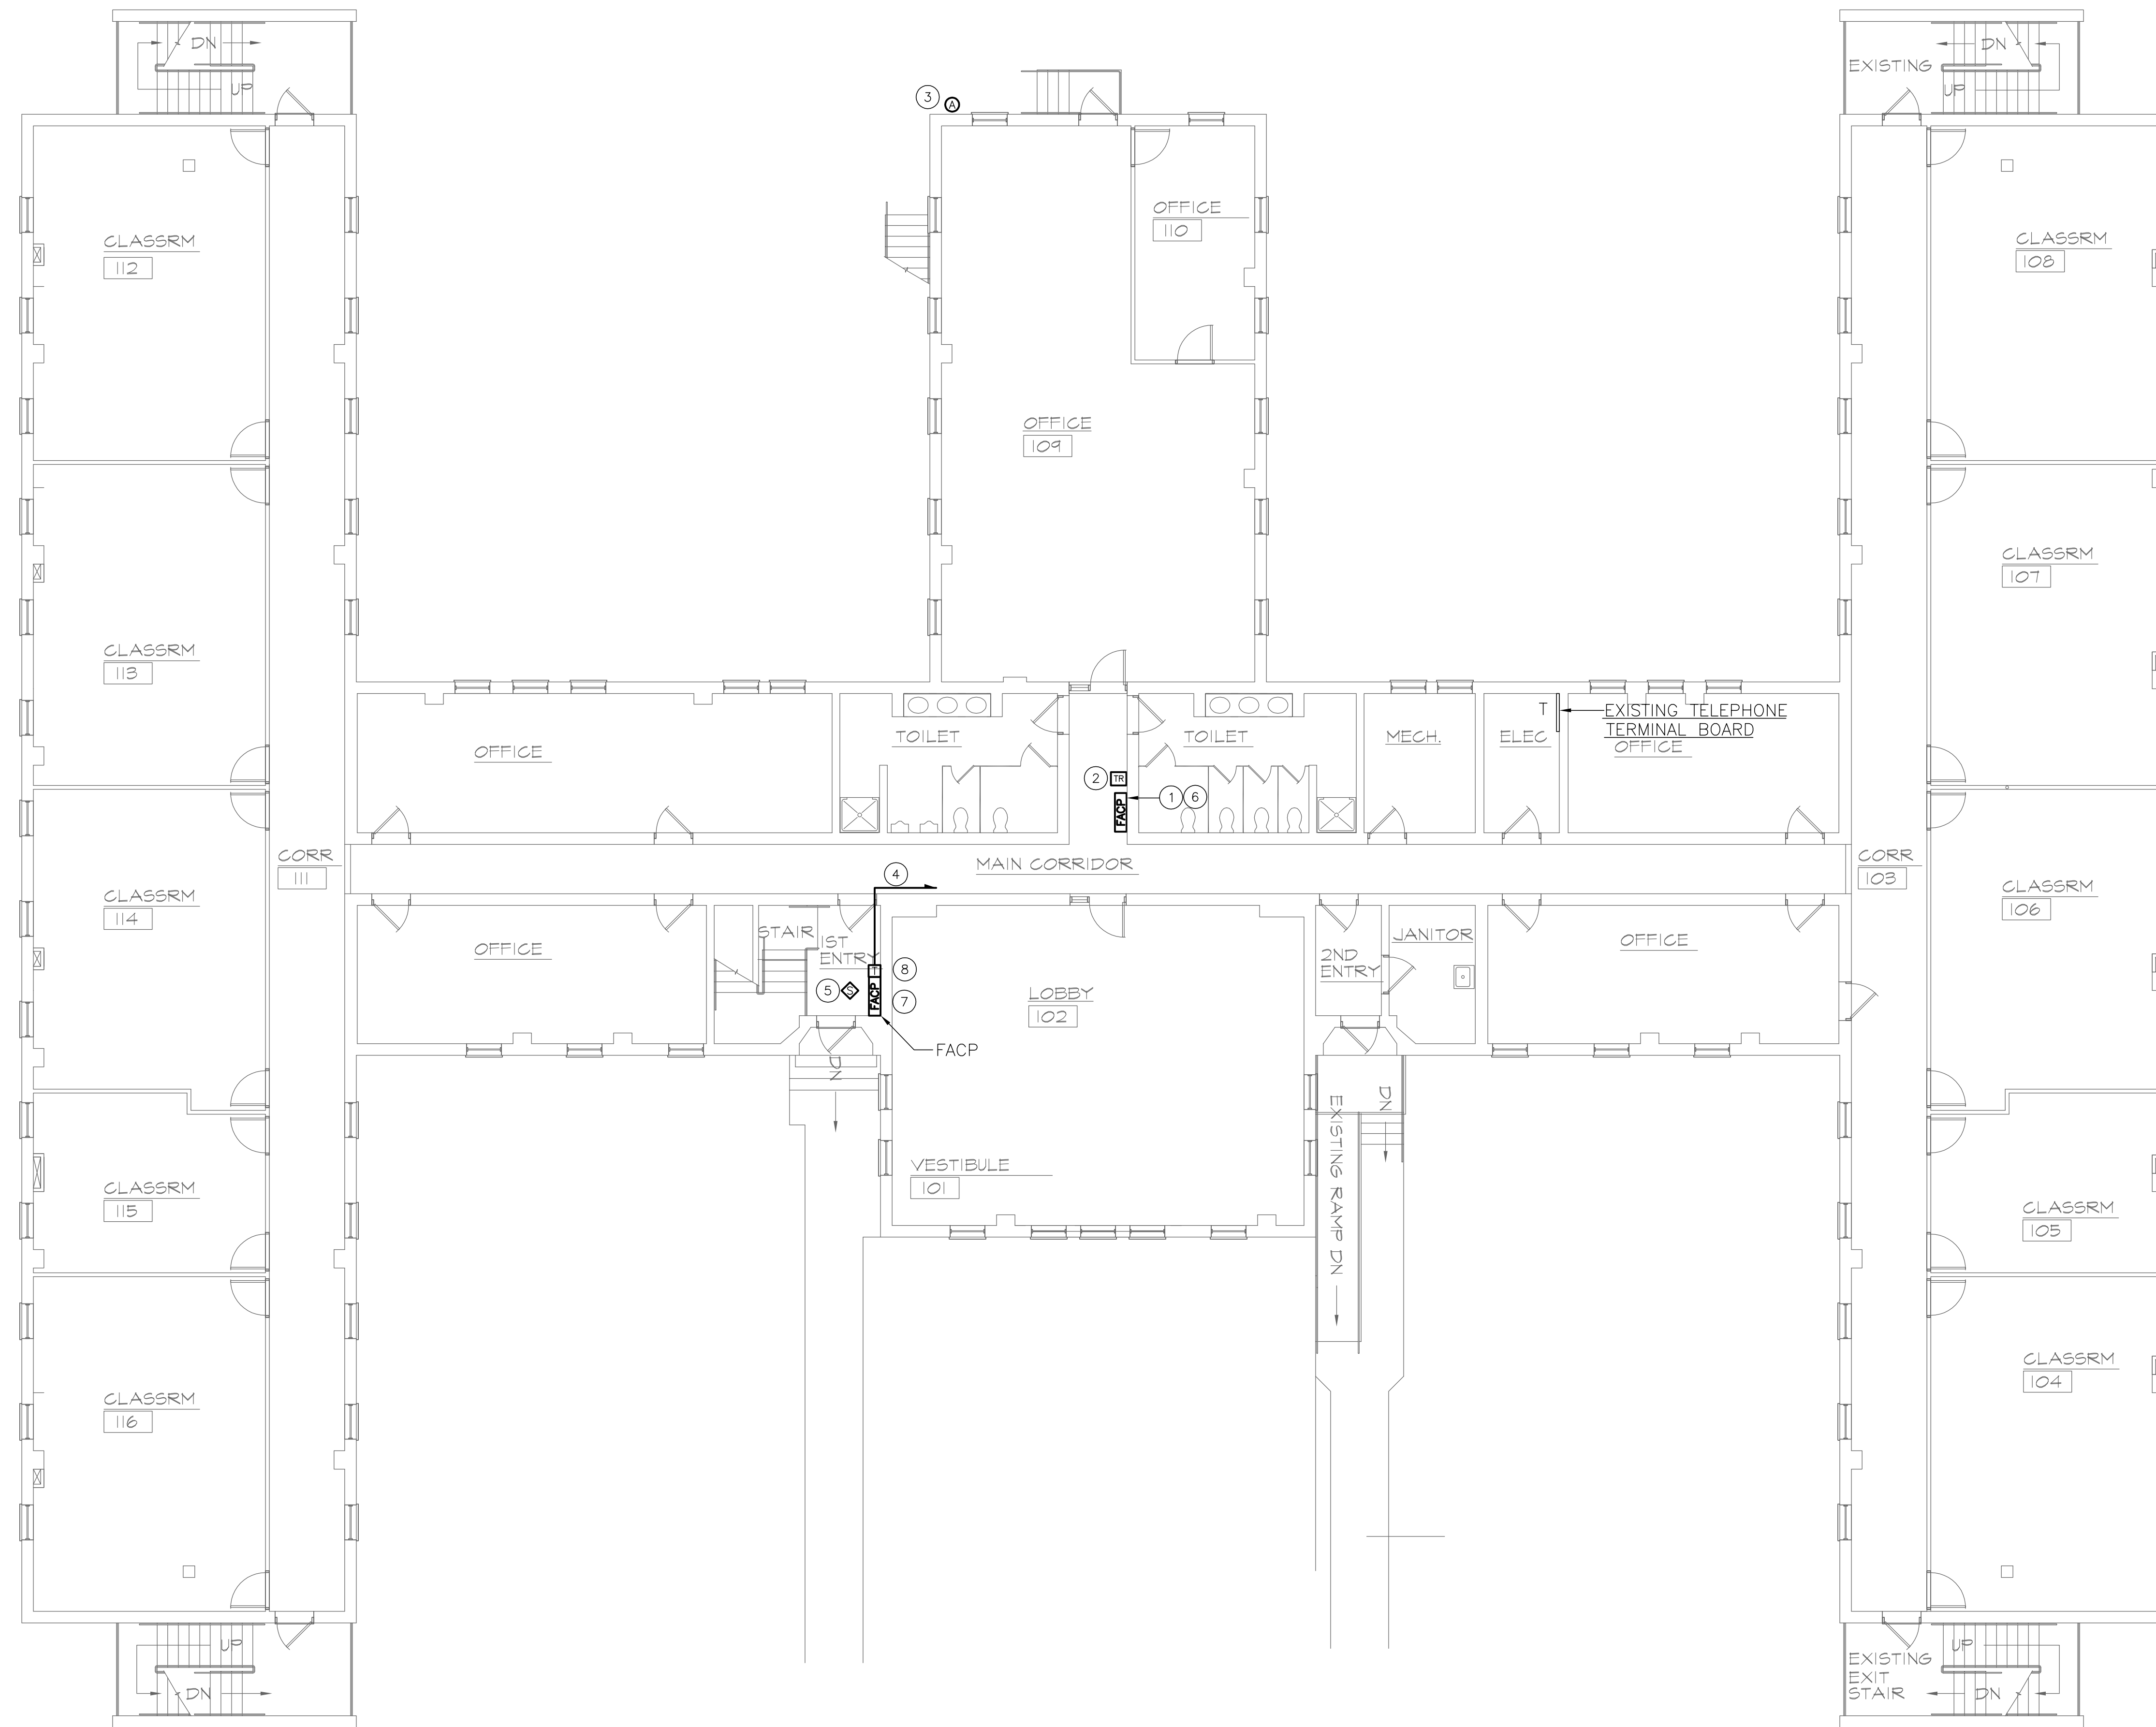 DN
UP
EXISTING
DN
UP
3
A
CLASSRM
112
OFFICE
110
CLASSRM
108
OFFICE
109
CLASSRM
107
CLASSRM
113
OFFICE
TOILET
TOILET
MECH.
ELEC
T
EXISTING TELEPHONE
TERMINAL BOARD
OFFICE
2
TR
FACP
1
6
CORR
111
MAIN CORRIDOR
CORR
103
CLASSRM
114
CLASSRM
106
4
OFFICE
STAIR
1ST
ENTRY
T
8
5
S
FACP
7
FACP
LOBBY
102
2ND
ENTRY
JANITOR
OFFICE
DN
DN
EXISTING RAMP DN
VESTIBULE
101
CLASSRM
115
CLASSRM
105
CLASSRM
116
CLASSRM
104
UP
DN
EXISTING
EXIT
STAIR
UP
DN